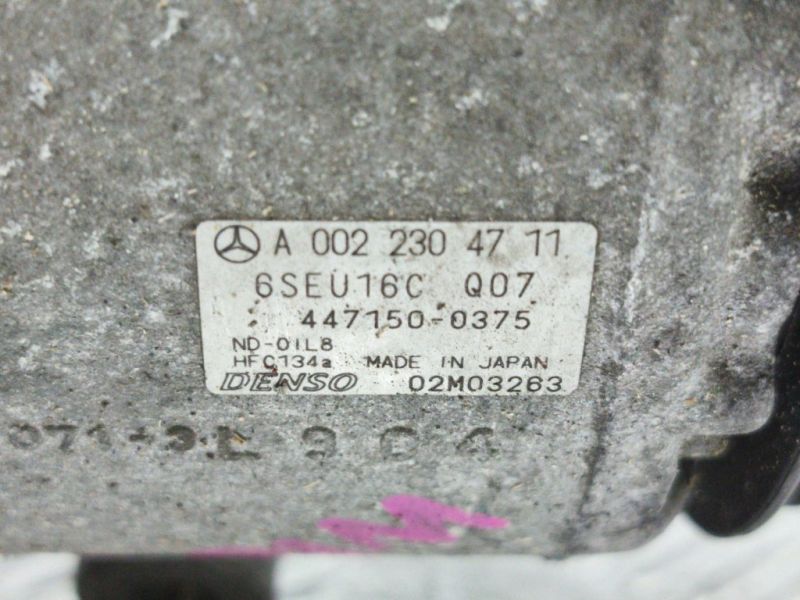 A 002 230 47 11
6SEU16C Q07
447150-0375
ND-OIL8
HFC134a MADE IN JAPAN
DENSO 02M03263